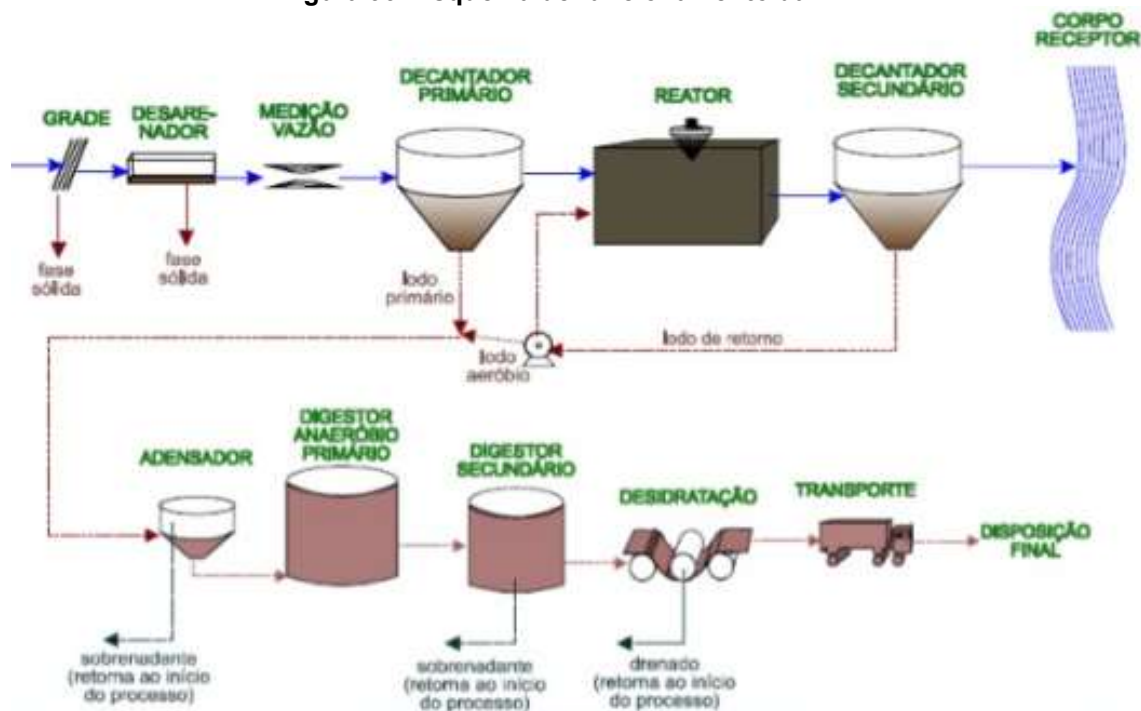 CORPO
RECEPTOR
DECANTADOR
PRIMÁRIO
REATOR
DECANTADOR
SECUNDÁRIO
GRADE
DESARE-
NADOR
MEDIÇÃO
VAZÃO
fase
sólida
fase
sólida
lodo
primário
lodo
aeróbio
lodo de retorno
ADENSADOR
DIGESTOR
ANAERÓBIO
PRIMÁRIO
DIGESTOR
SECUNDÁRIO
DESIDRATAÇÃO
TRANSPORTE
DISPOSIÇÃO
FINAL
sobrenadante
(retorna ao início
do processo)
sobrenadante
(retorna ao início
do processo)
drenado
(retorna ao início
do processo)